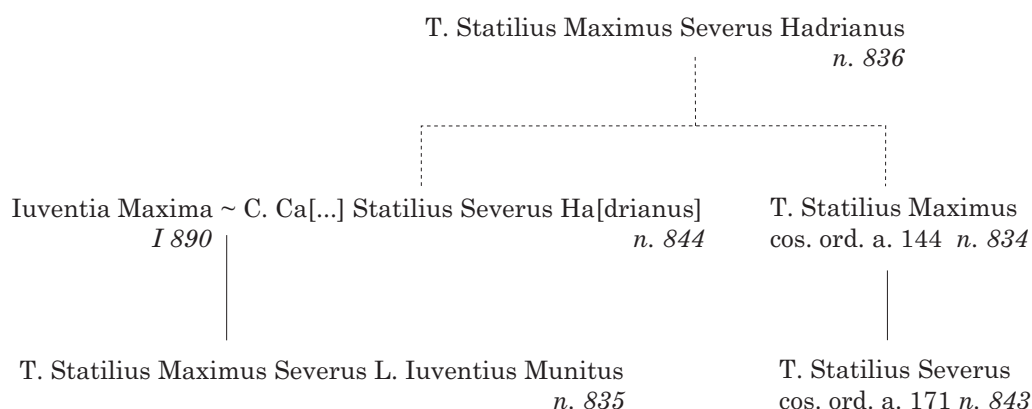 T. Statilius Maximus Severus Hadrianus
n. 836
Iuventia Maxima ~ C. Ca[...] Statilius Severus Ha[drianus]
I 890
n. 844
T. Statilius Maximus
cos. ord. a. 144 n. 834
T. Statilius Maximus Severus L. Iuventius Munitus
n. 835
T. Statilius Severus
cos. ord. a. 171 n. 843